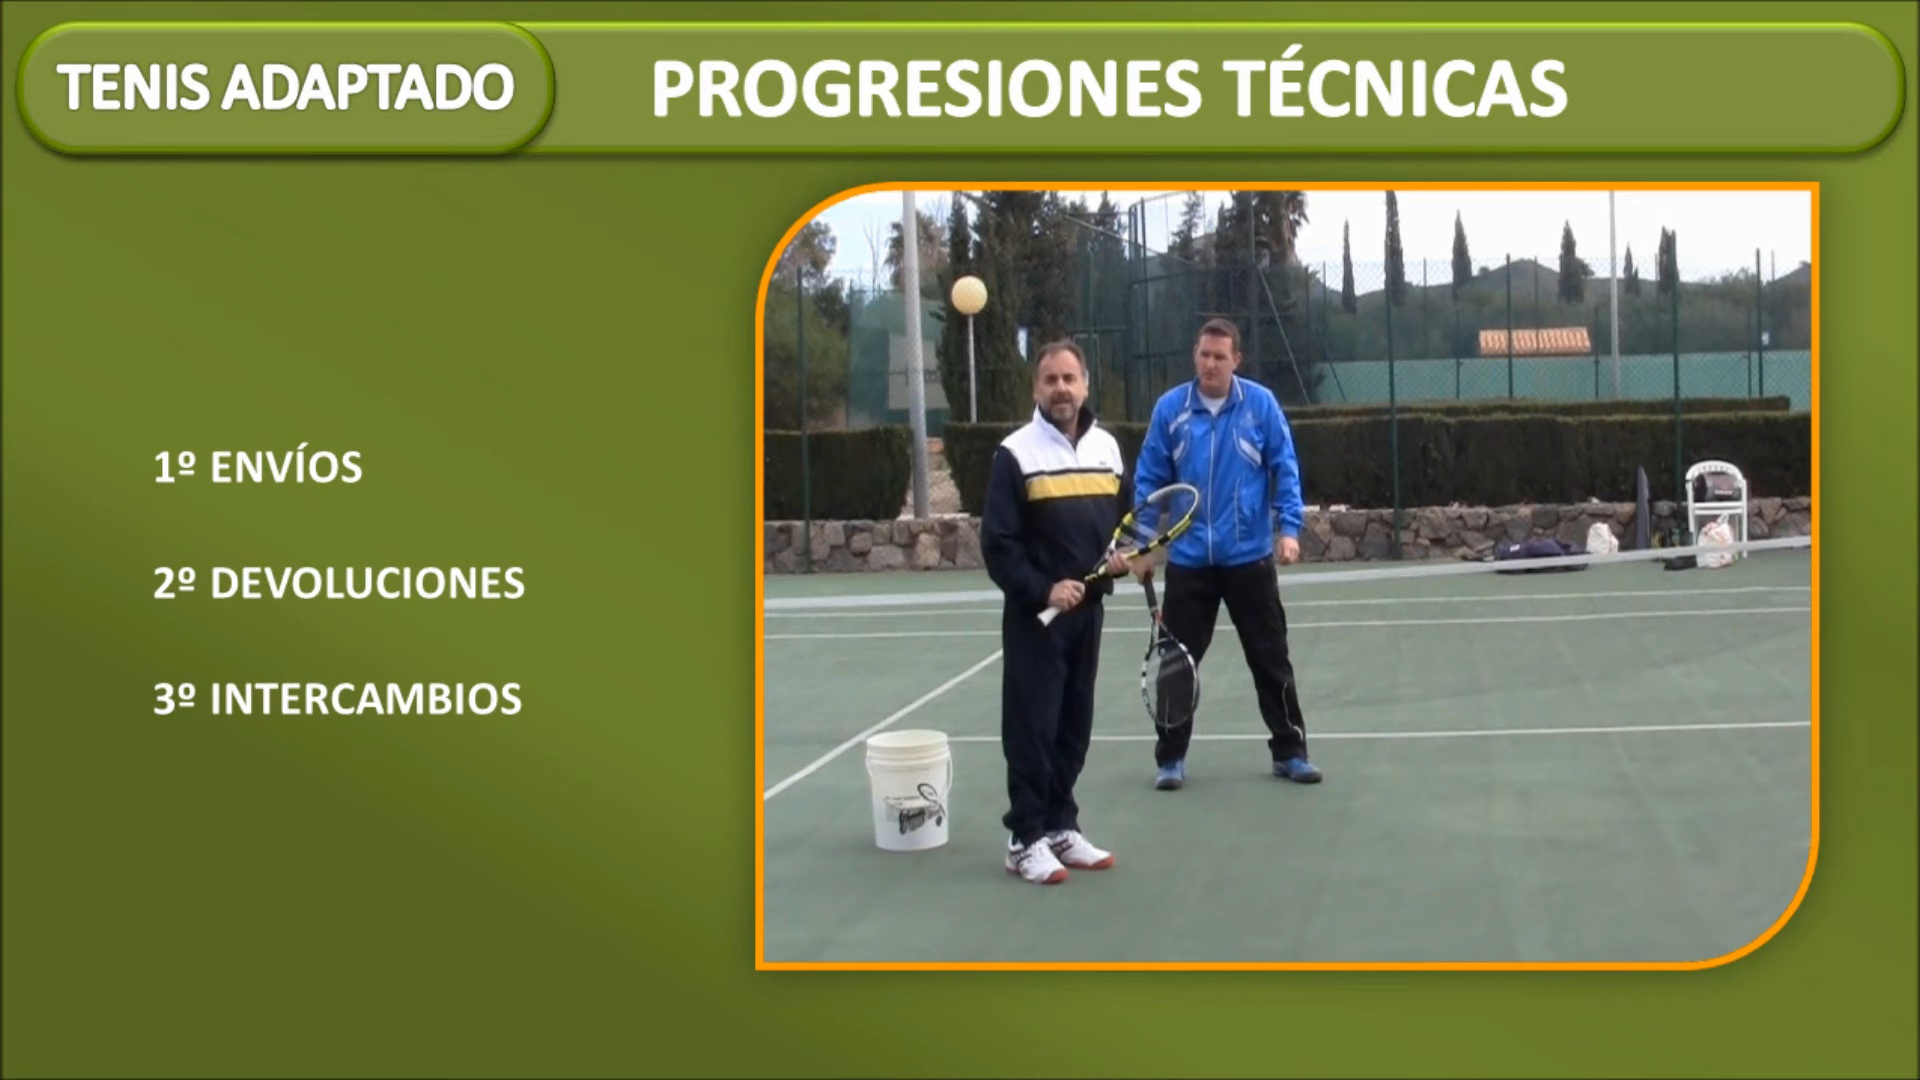 TENIS ADAPTADO
PROGRESIONES TÉCNICAS
1º ENVÍOS
2º DEVOLUCIONES
3º INTERCAMBIOS